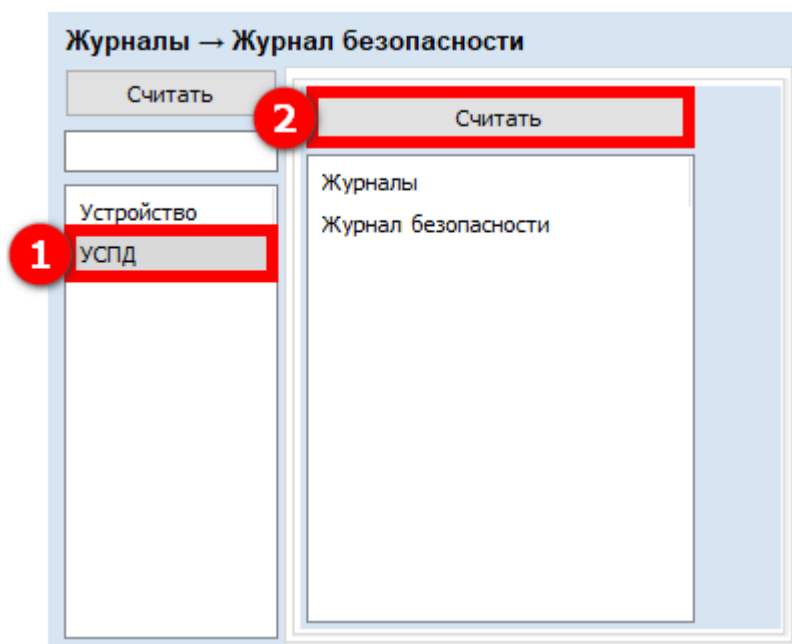 Журналы → Журнал безопасности
Считать
2
Считать
Журналы
Устройство
Журнал безопасности
1
УСПД